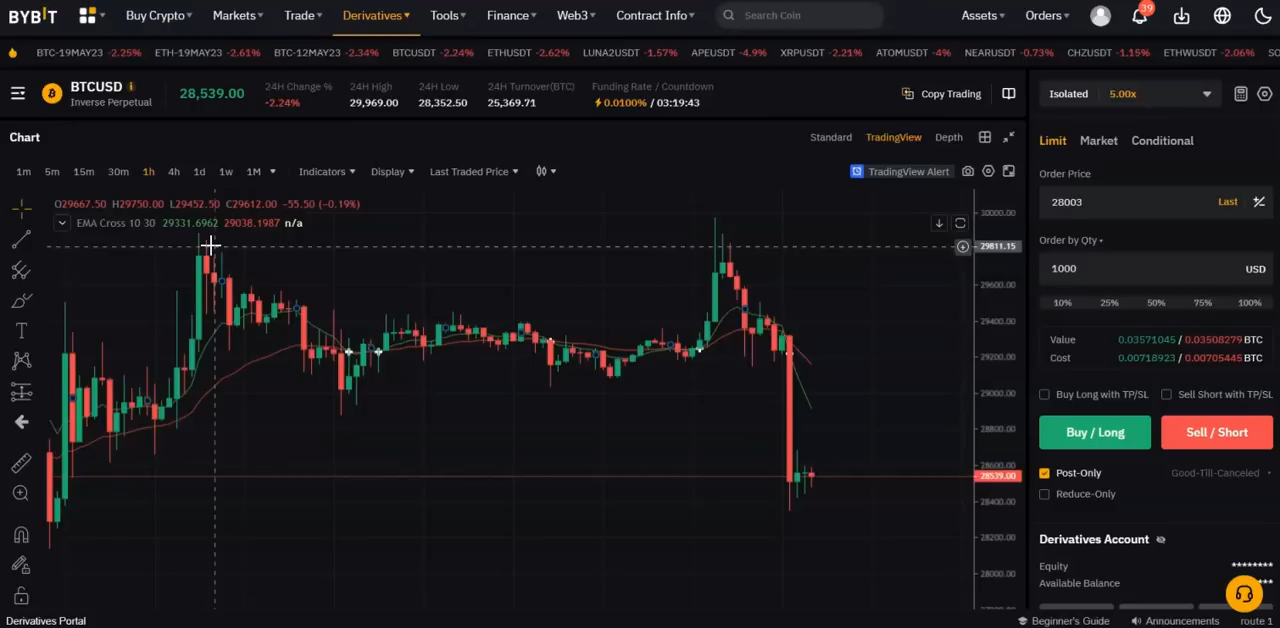 BYBIT Buy Crypto Markets Trade Derivatives Tools Finance Web3 Contract Info Search Coin Assets Orders 39
BTC-19MAY23 -2.25% ETH-19MAY23 -2.61% BTC-12MAY23 -2.34% BTCUSDT -2.24% ETHUSDT -2.62% LUNA2USDT -1.57% APEUSDT -4.9% XRPUSDT -2.21% ATOMUSDT -4% NEARUSDT -0.73% CHZUSDT -1.15% ETHWUSDT -2.06% SO
BTCUSD
Inverse Perpetual
28,539.00
24H Change %
-2.24%
24H High
29,969.00
24H Low
28,352.50
24H Turnover(BTC)
25,369.71
Funding Rate / Countdown
0.0100% / 03:19:43
Copy Trading
Isolated 5.00x
Chart
Standard TradingView Depth
1m 5m 15m 30m 1h 4h 1d 1w 1M Indicators Display Last Traded Price TradingView Alert
O29667.50 H29750.00 L29452.50 C29612.00 -55.50 (-0.19%)
EMA Cross 10 30 29331.6962 29038.1987 n/a
30000.00
29811.15
29600.00
29400.00
29200.00
29000.00
28800.00
28600.00
28539.00
28400.00
28200.00
28000.00
Limit Market Conditional
Order Price
28003 Last
Order by Qty
1000 USD
10% 25% 50% 75% 100%
Value 0.03571045 / 0.03508279 BTC
Cost 0.00718923 / 0.00705445 BTC
Buy Long with TP/SL Sell Short with TP/SL
Buy / Long Sell / Short
Post-Only Good-Till-Canceled
Reduce-Only
Derivatives Account
Equity ********
Available Balance
Derivatives Portal Beginner's Guide Announcements route 1